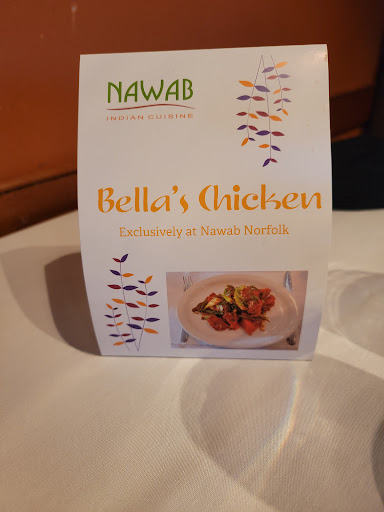 NAWAB
INDIAN CUISINE
Bella's Chicken
Exclusively at Nawab Norfolk